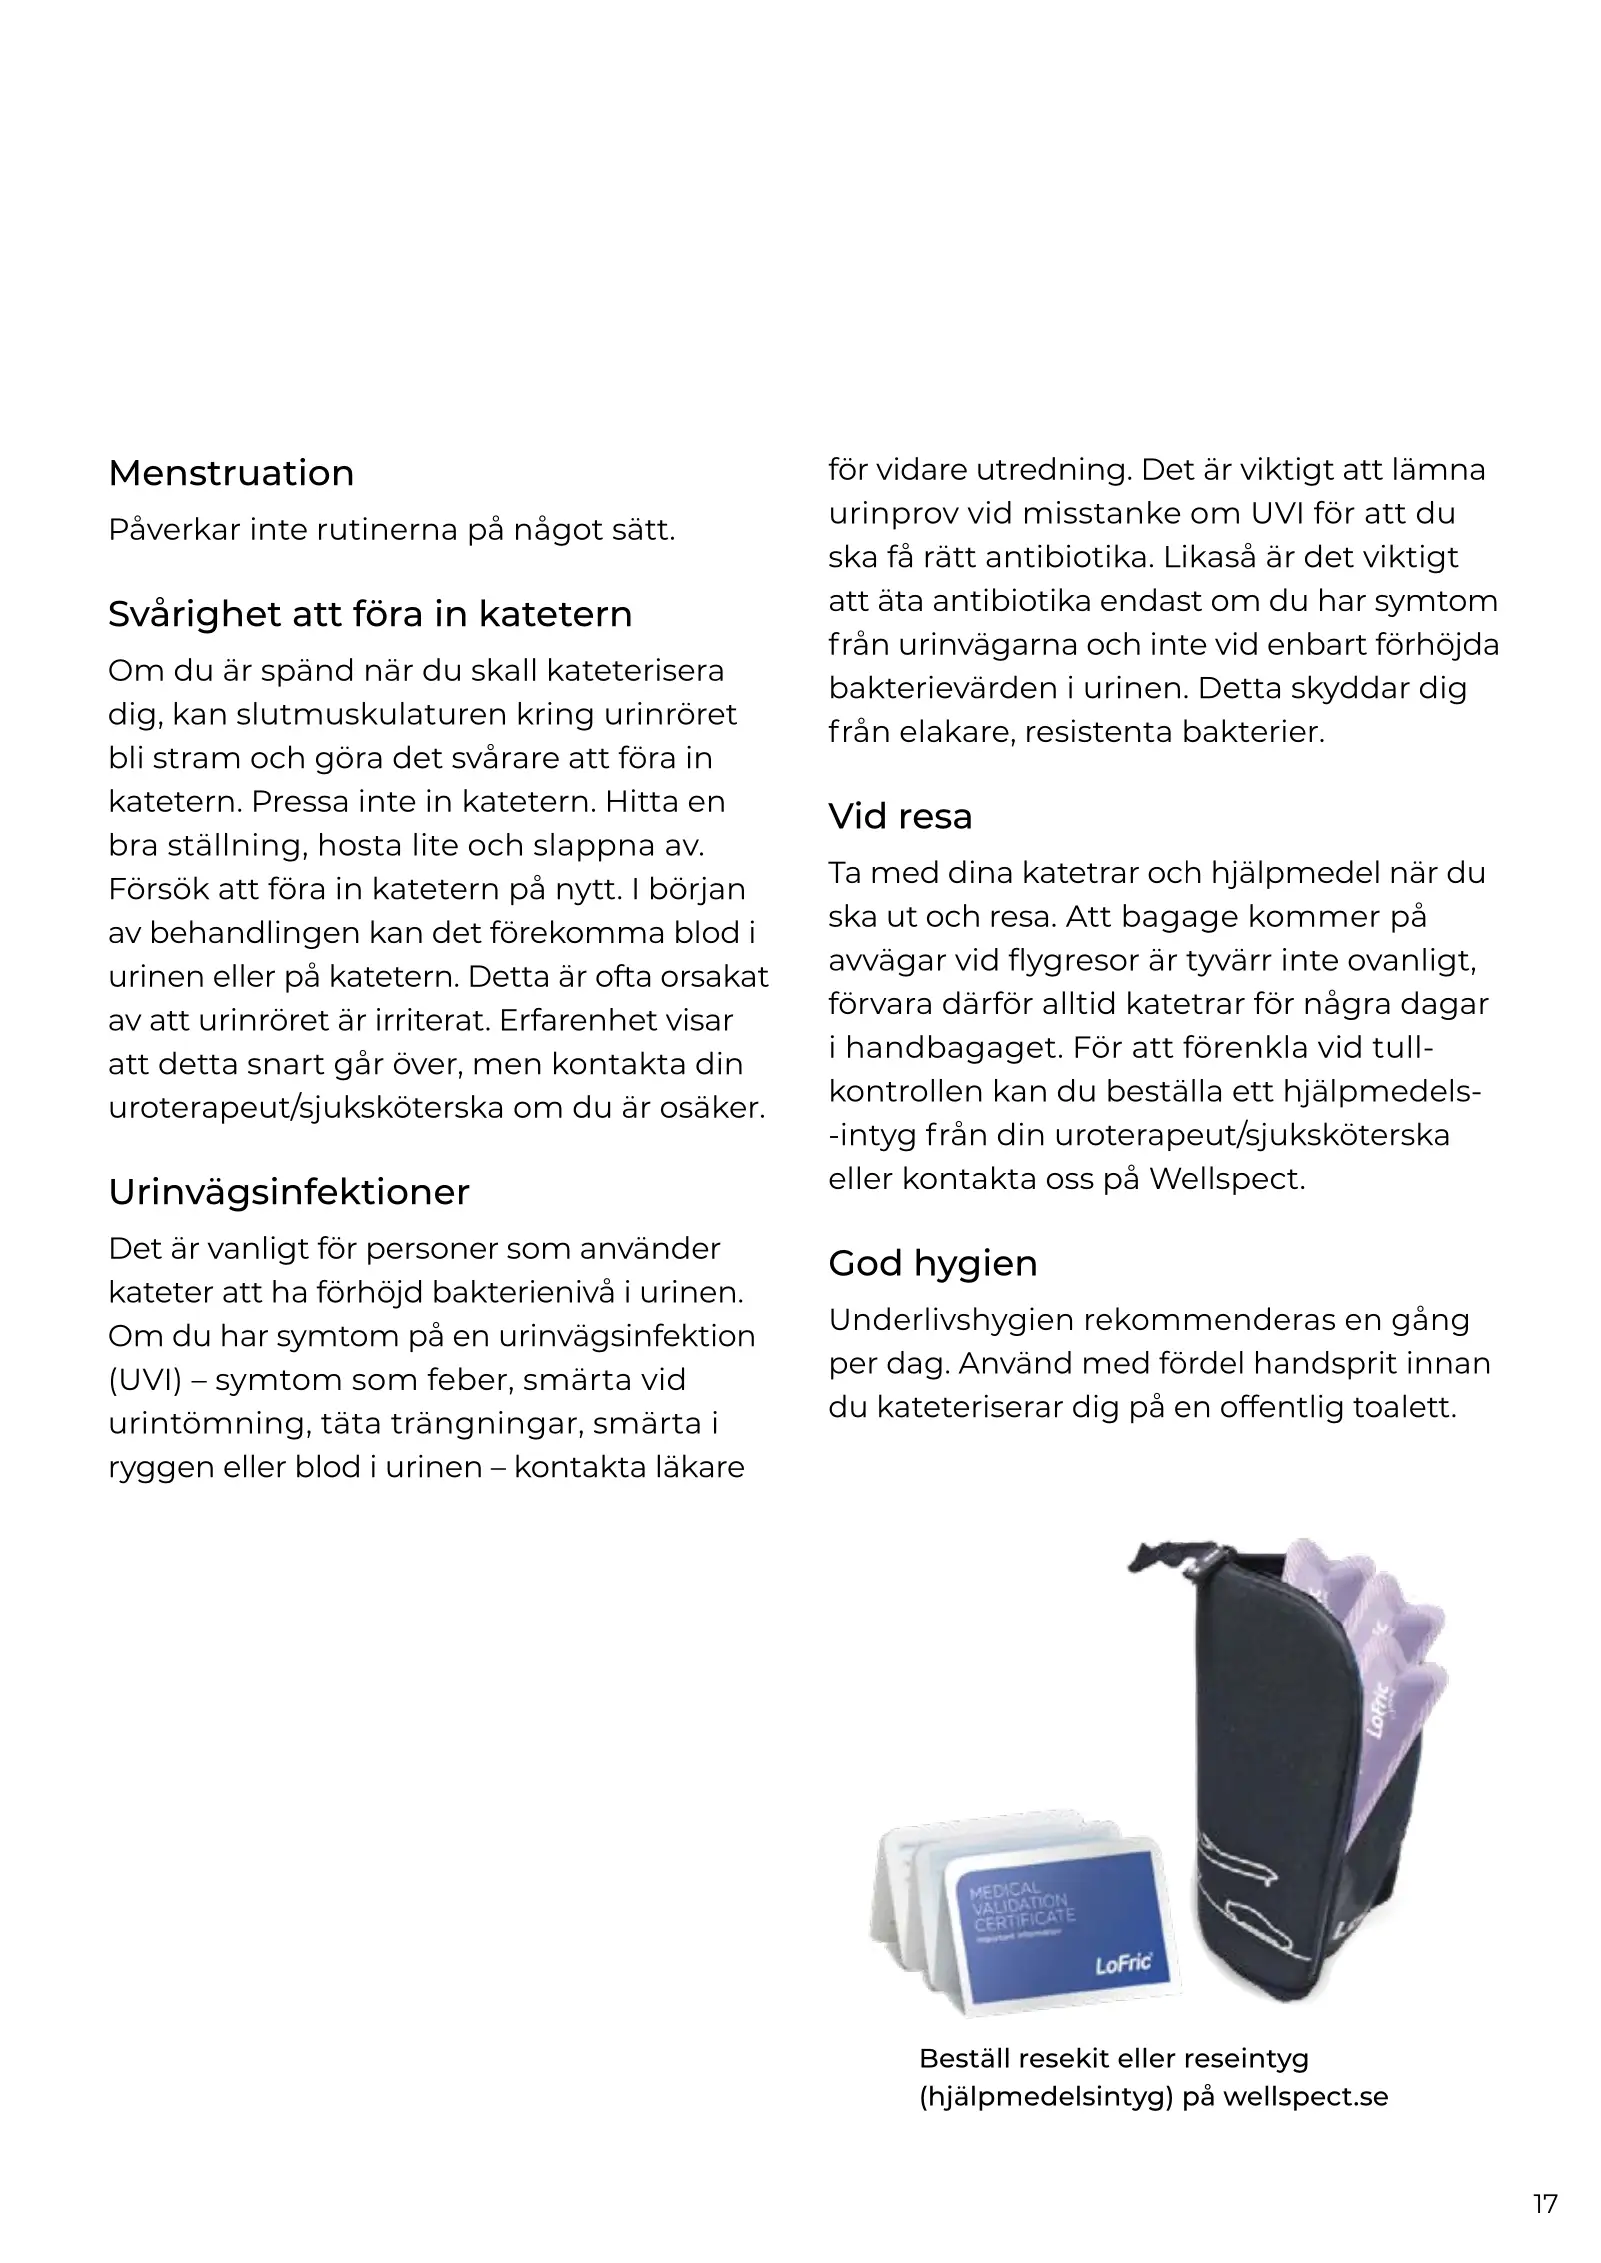 Menstruation
Påverkar inte rutinerna på något sätt.
Svårighet att föra in katetern
Om du är spänd när du skall kateterisera
dig, kan slutmuskulaturen kring urinröret
bli stram och göra det svårare att föra in
katetern. Pressa inte in katetern. Hitta en
bra ställning, hosta lite och slappna av.
Försök att föra in katetern på nytt. I början
av behandlingen kan det förekomma blod i
urinen eller på katetern. Detta är ofta orsakat
av att urinröret är irriterat. Erfarenhet visar
att detta snart går över, men kontakta din
uroterapeut/sjuksköterska om du är osäker.
Urinvägsinfektioner
Det är vanligt för personer som använder
kateter att ha förhöjd bakterienivå i urinen.
Om du har symtom på en urinvägsinfektion
(UVI) – symtom som feber, smärta vid
urintömning, täta trängningar, smärta i
ryggen eller blod i urinen – kontakta läkare
för vidare utredning. Det är viktigt att lämna
urinprov vid misstanke om UVI för att du
ska få rätt antibiotika. Likaså är det viktigt
att äta antibiotika endast om du har symtom
från urinvägarna och inte vid enbart förhöjda
bakterievärden i urinen. Detta skyddar dig
från elakare, resistenta bakterier.
Vid resa
Ta med dina katetrar och hjälpmedel när du
ska ut och resa. Att bagage kommer på
avvägar vid flygresor är tyvärr inte ovanligt,
förvara därför alltid katetrar för några dagar
i handbagaget. För att förenkla vid tull-
kontrollen kan du beställa ett hjälpmedels-
-intyg från din uroterapeut/sjuksköterska
eller kontakta oss på Wellspect.
God hygien
Underlivshygien rekommenderas en gång
per dag. Använd med fördel handsprit innan
du kateteriserar dig på en offentlig toalett.
LoFric
MEDICAL
VALIDATION
CERTIFICATE
Important information
LoFric
Beställ resekit eller reseintyg
(hjälpmedelsintyg) på wellspect.se
17